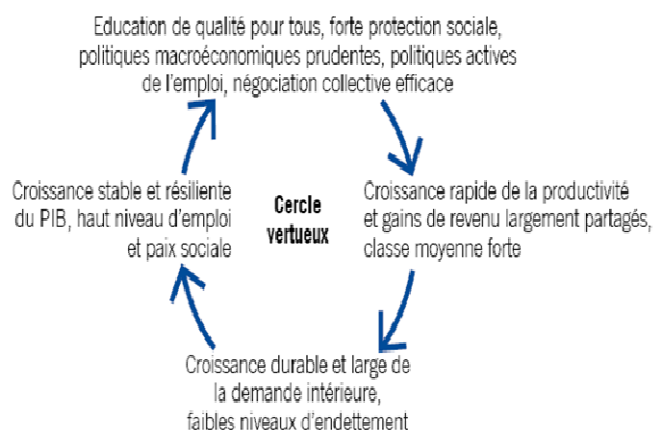 Education de qualité pour tous, forte protection sociale,
politiques macroéconomiques prudentes, politiques actives
de l'emploi, négociation collective efficace
Croissance stable et résiliente
du PIB, haut niveau d'emploi
et paix sociale
Cercle
vertueux
Croissance rapide de la productivité
et gains de revenu largement partagés,
classe moyenne forte
Croissance durable et large de
la demande intérieure,
faibles niveaux d'endettement